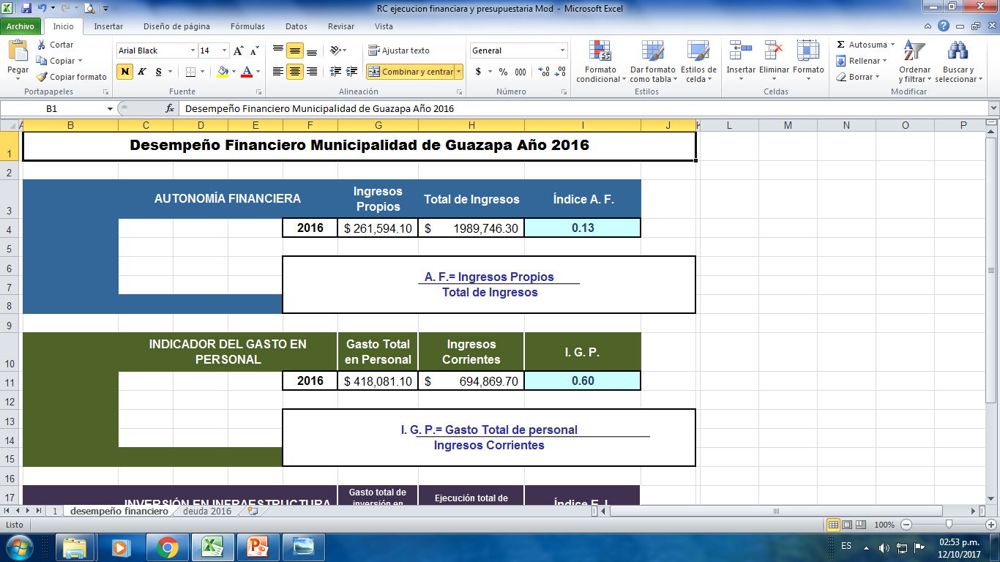 RC ejecucion financiara y presupuestaria Mod - Microsoft Excel
Archivo Inicio Insertar Diseño de página Fórmulas Datos Revisar Vista
Pegar
Cortar
Copiar
Copiar formato
Portapapeles
Arial Black 14
N K S
Fuente
Ajustar texto
Combinar y centrar
Alineación
General
$ % 000
Número
Formato condicional
Dar formato como tabla
Estilos de celda
Estilos
Insertar Eliminar Formato
Celdas
Σ Autosuma
Rellenar
Borrar
Ordenar y filtrar
Buscar y seleccionar
Modificar
B1 fx Desempeño Financiero Municipalidad de Guazapa Año 2016
A B C D E F G H I J K L M N O P
1 Desempeño Financiero Municipalidad de Guazapa Año 2016
2
3 AUTONOMÍA FINANCIERA Ingresos Propios Total de Ingresos Índice A. F.
4 2016 $ 261,594.10 $ 1989,746.30 0.13
5
6
7 A. F.= Ingresos Propios
8 Total de Ingresos
9
10 INDICADOR DEL GASTO EN PERSONAL Gasto Total en Personal Ingresos Corrientes I. G. P.
11 2016 $ 418,081.10 $ 694,869.70 0.60
12
13
14 I. G. P.= Gasto Total de personal
15 Ingresos Corrientes
16
17 INVERSIÓN EN INFRAESTRUCTURA Gasto total de inversión en Ejecución total de Índice E. I.
1 desempeño financiero deuda 2016
Listo 100%
ES 02:53 p.m.
12/10/2017